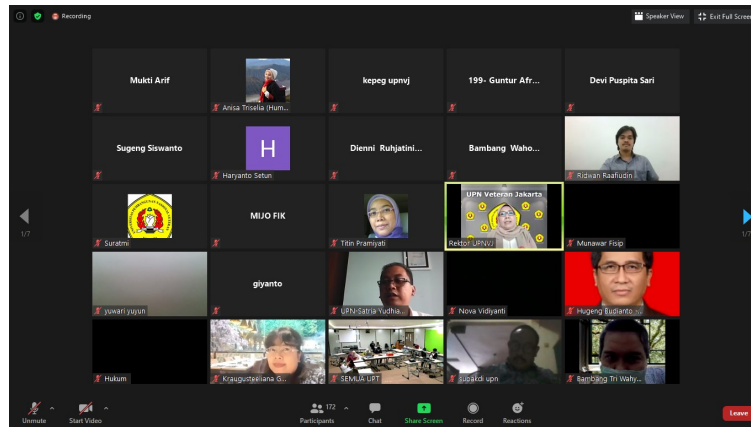 Recording
Speaker View
Exit Full Screen
Mukti Arif
Anisa Triselia (Hum...
kepeg upnvj
199- Guntur Afr...
Devi Puspita Sari
Sugeng Siswanto
H
Haryanto Setun
Dienni Ruhjatini...
Bambang Waho...
Ridwan Raafiudin
Suratmi
MIJO FIK
Titin Pramiyati
UPN Veteran Jakarta
Rektor UPNVJ
Munawar Fisip
1/7
1/7
yuwari yuyun
giyanto
UPN-Satria Yudhia...
Nova Vidiyanti
Hugeng Budianto
Hukum
Kraugusteeliana G...
SEMUA UPT
supakdi upn
Bambang Tri Wahy...
Unmute
Start Video
172
Participants
Chat
Share Screen
Record
Reactions
Leave